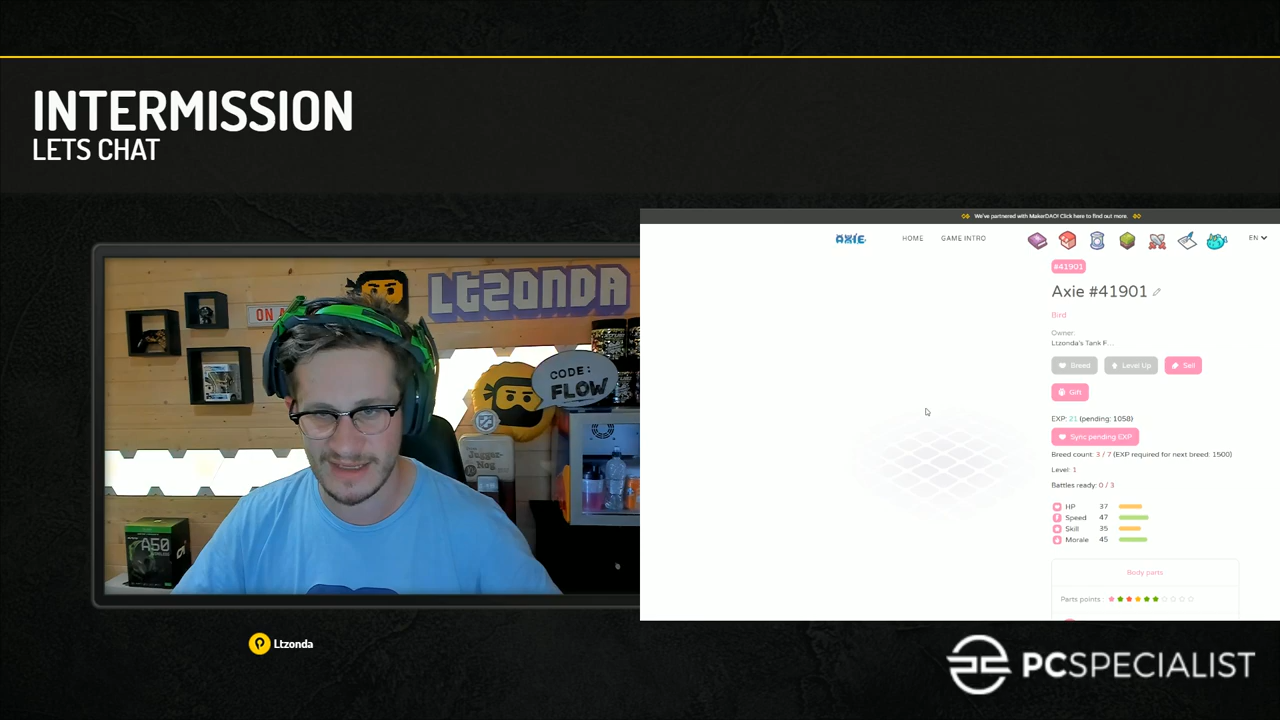 INTERMISSION
LETS CHAT
We've partnered with MakerDAO! Click here to find out more.
AXIE
HOME
GAME INTRO
EN
#41901
Axie #41901
Bird
Owner:
Ltzonda's Tank F...
Breed
Level Up
Sell
Gift
EXP: 21 (pending: 1058)
Sync pending EXP
Breed count: 3 / 7 (EXP required for next breed: 1500)
Level: 1
Battles ready: 0 / 3
HP 37
Speed 47
Skill 35
Morale 45
Body parts
Parts points :
LTZONDA
ON A
CODE:
FLOW
Jugger-
Nog
A50
Ltzonda
PCSPECIALIST